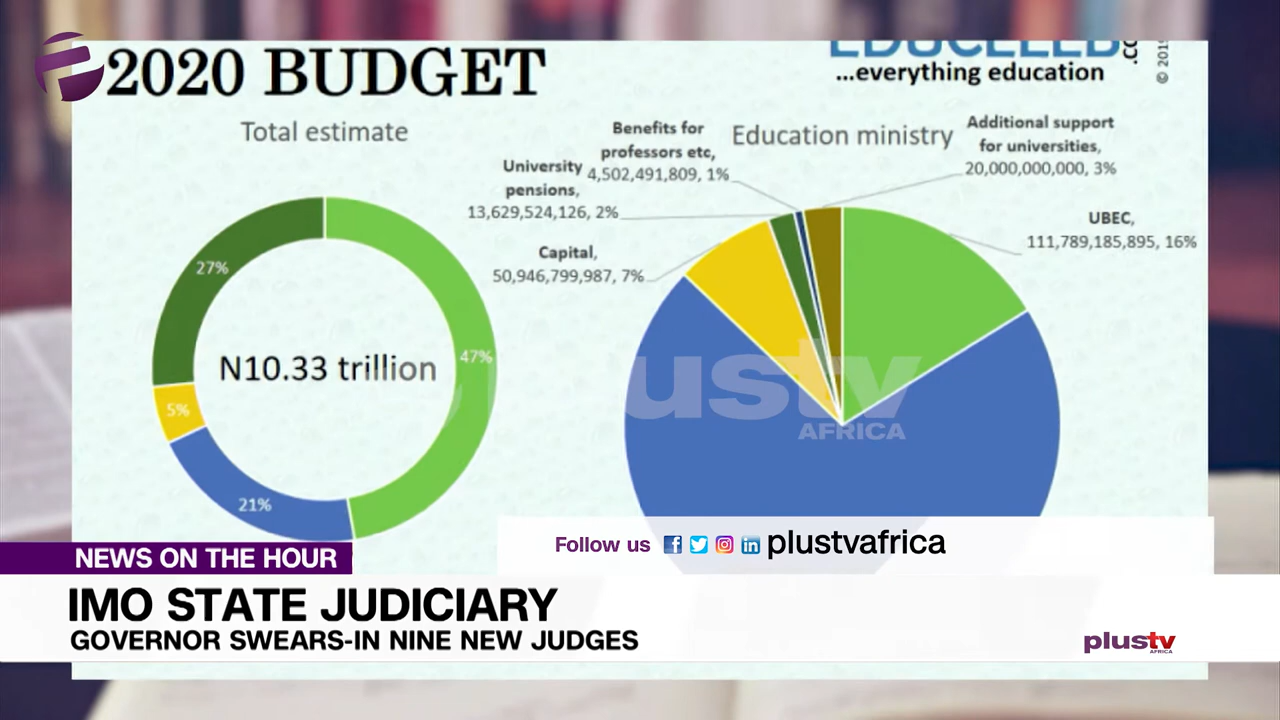 2020 BUDGET
...everything education
© 201
Total estimate
Education ministry
Benefits for
professors etc,
4,502,491,809, 1%
Additional support
for universities,
20,000,000,000, 3%
University
pensions,
13,629,524,126, 2%
UBEC,
111,789,185,895, 16%
Capital,
50,946,799,987, 7%
27%
47%
N10.33 trillion
5%
21%
plustv
AFRICA
Follow us plustvafrica
NEWS ON THE HOUR
IMO STATE JUDICIARY
GOVERNOR SWEARS-IN NINE NEW JUDGES
plustv
AFRICA